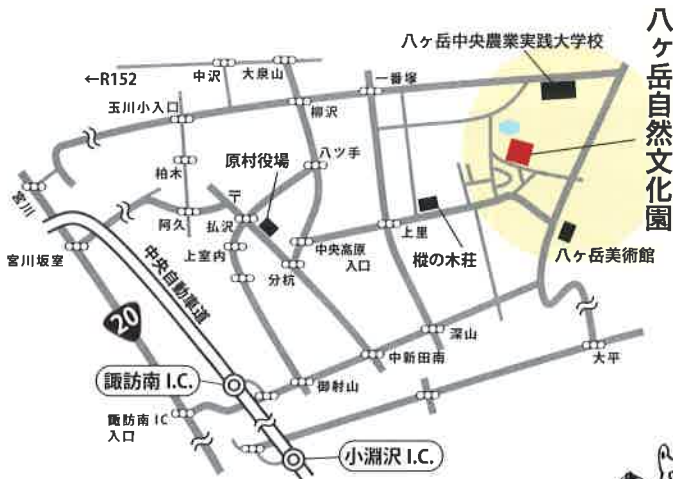 八ヶ岳自然文化園
八ヶ岳中央農業実践大学校
中沢
大泉山
←R152
一番塚
玉川小入口
柳沢
原村役場
八ツ手
柏木
宮川
〒
阿久
払沢
上里
樅の木荘
八ヶ岳美術館
宮川坂室
上室内
中央高原
入口
分杭
中央自動車道
20
深山
中新田南
大平
諏訪南 I.C.
御射山
諏訪南 IC
入口
小淵沢 I.C.